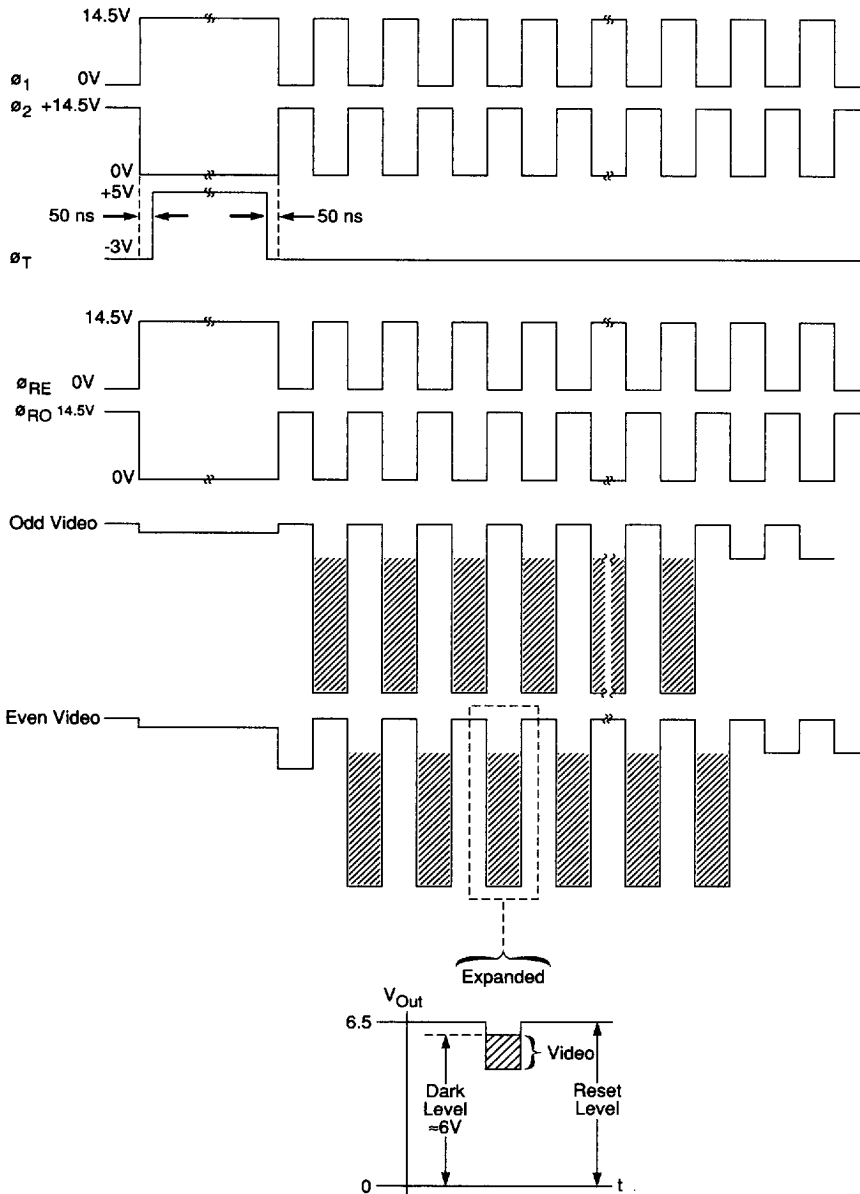 14.5V
ø1 0V
ø2 +14.5V
0V
+5V
50 ns 50 ns
-3V
øT
14.5V
øRE 0V
øRO 14.5V
0V
Odd Video
Even Video
Expanded
VOut
6.5
Video
Dark Level ≈6V
Reset Level
0 t